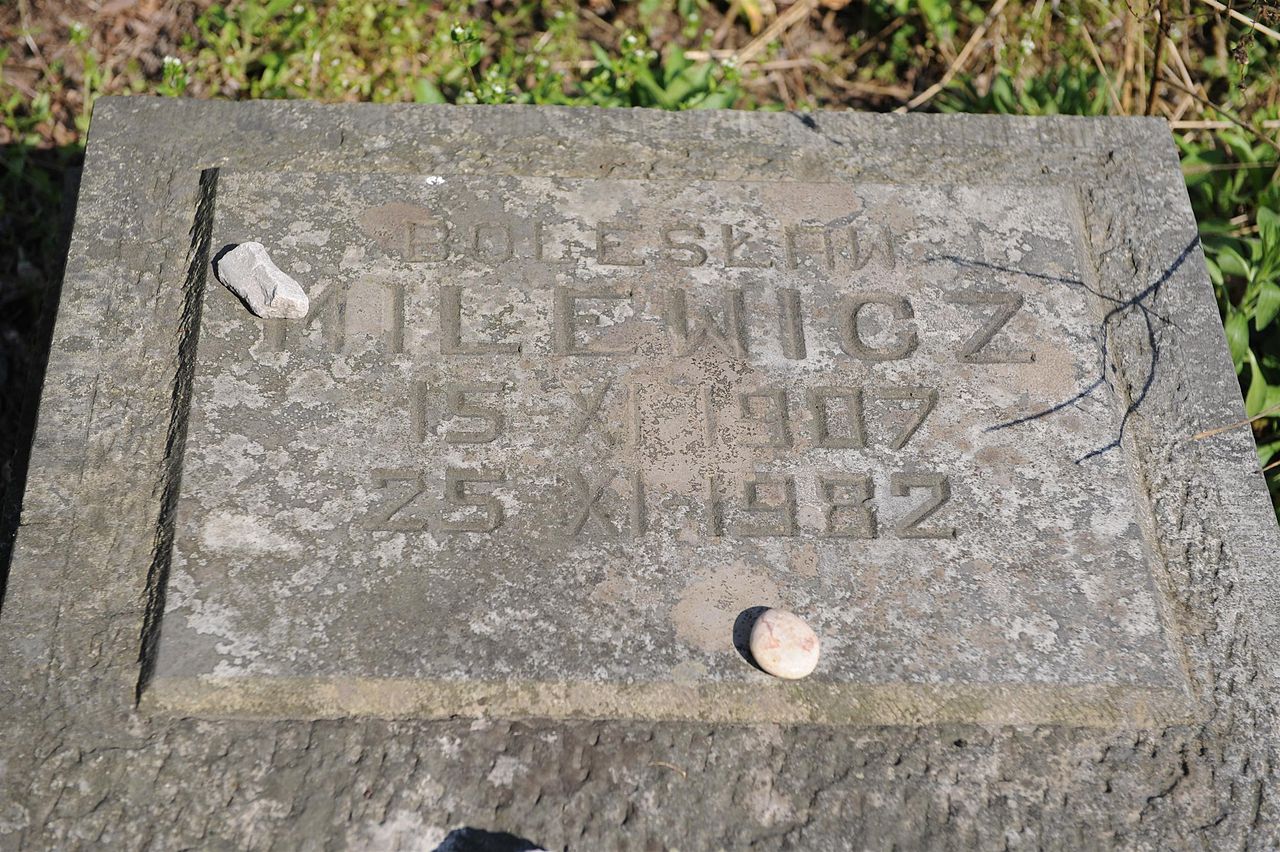 BOLESŁAW
MILEWICZ
15 XI 1907
25 XI 1982